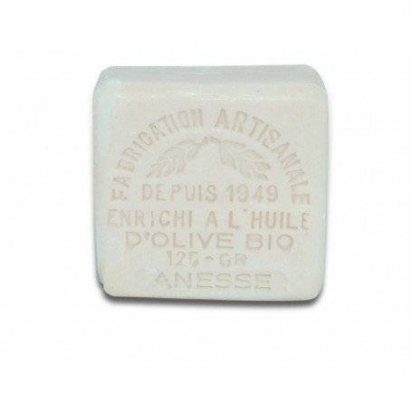 FABRICATION ARTISANALE
DEPUIS 1949
ENRICHI A L'HUILE
D'OLIVE BIO
125-GR
ANESSE